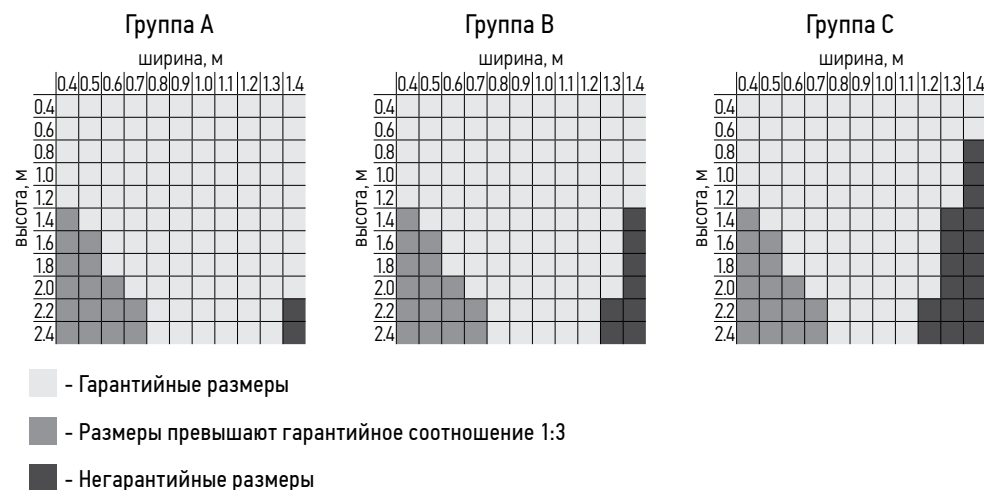 Группа A Группа B Группа C
ширина, м ширина, м ширина, м
0.4 0.5 0.6 0.7 0.8 0.9 1.0 1.1 1.2 1.3 1.4 0.4 0.5 0.6 0.7 0.8 0.9 1.0 1.1 1.2 1.3 1.4 0.4 0.5 0.6 0.7 0.8 0.9 1.0 1.1 1.2 1.3 1.4
высота, м высота, м высота, м
0.4 0.4 0.4
0.6 0.6 0.6
0.8 0.8 0.8
1.0 1.0 1.0
1.2 1.2 1.2
1.4 1.4 1.4
1.6 1.6 1.6
1.8 1.8 1.8
2.0 2.0 2.0
2.2 2.2 2.2
2.4 2.4 2.4
- Гарантийные размеры
- Размеры превышают гарантийное соотношение 1:3
- Негарантийные размеры